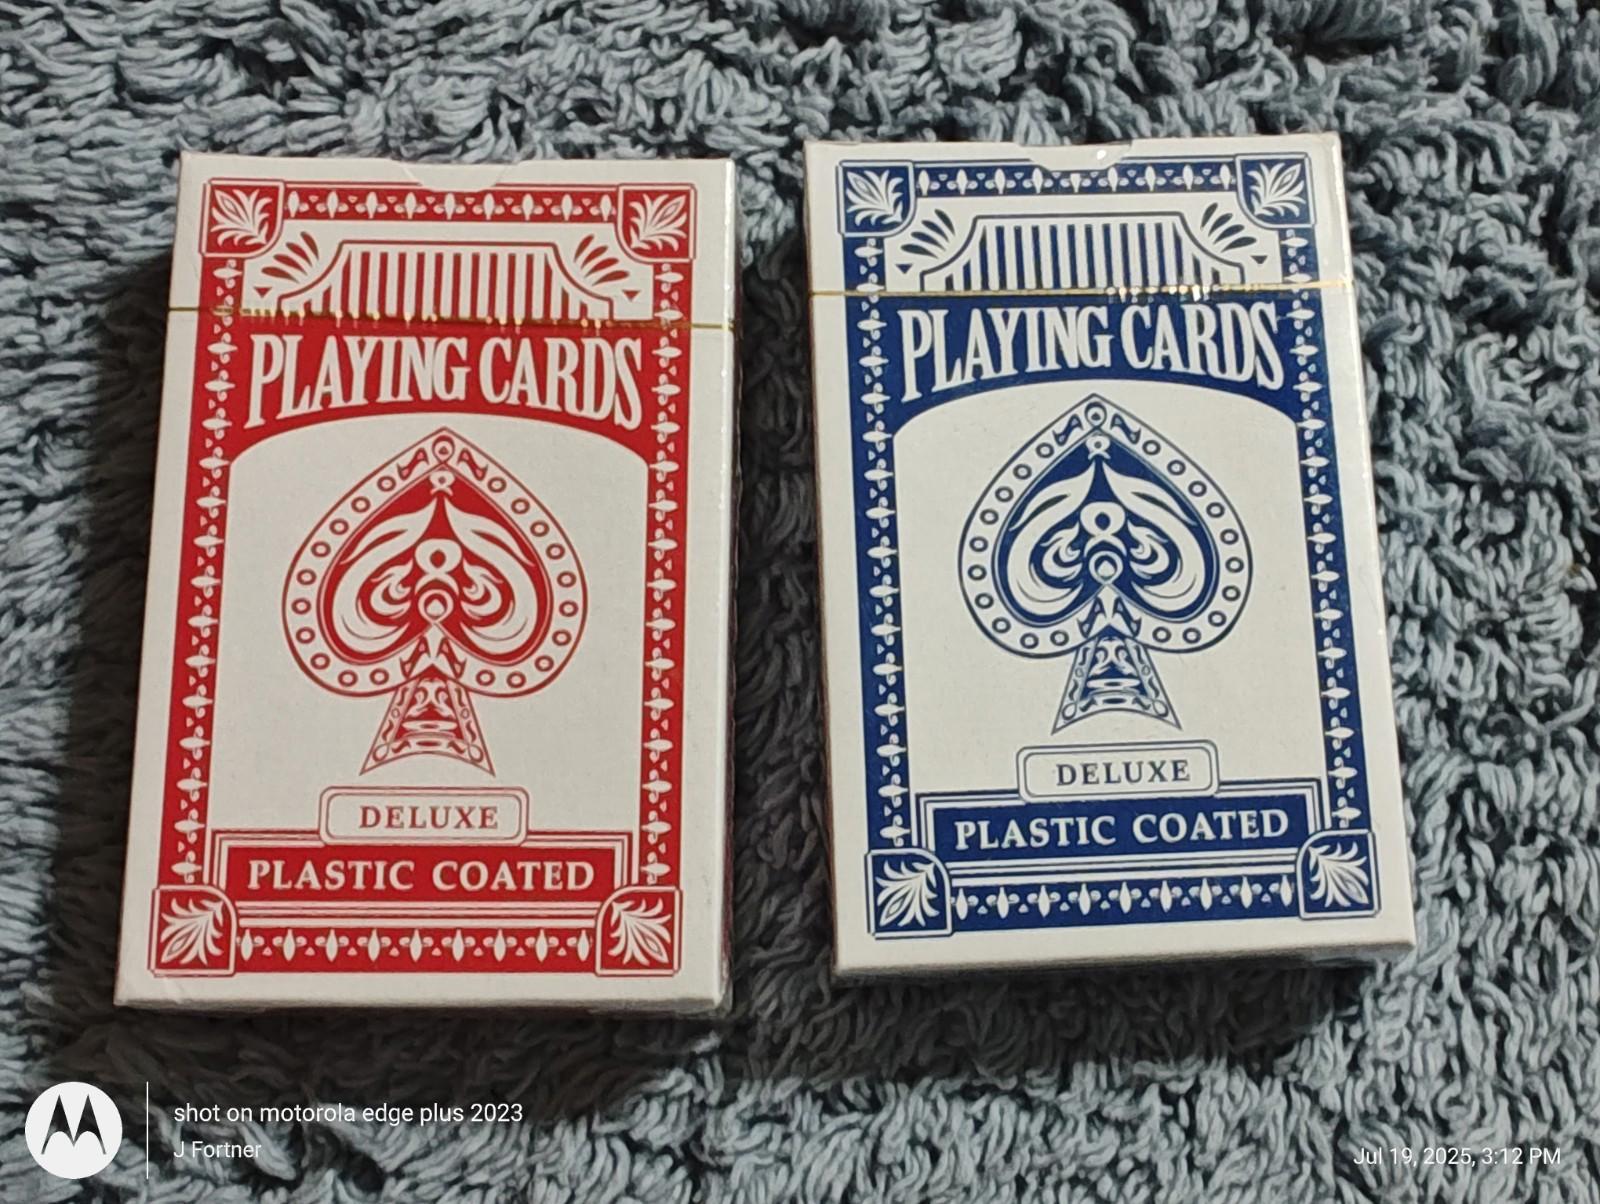 PLAYING CARDS
DELUXE
PLASTIC COATED
PLAYING CARDS
DELUXE
PLASTIC COATED
shot on motorola edge plus 2023
J Fortner
Jul 19, 2025, 3:12 PM